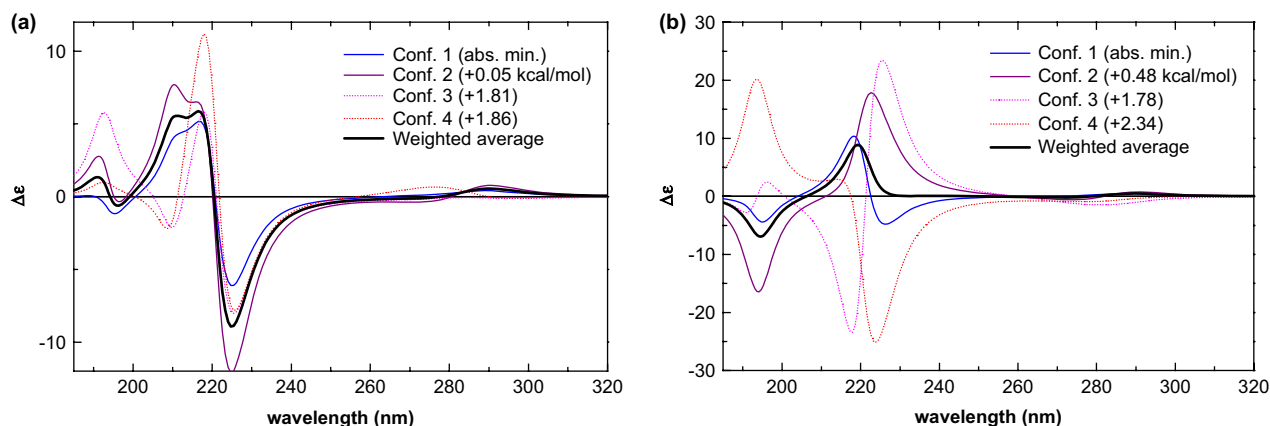 (a)
Conf. 1 (abs. min.)
Conf. 2 (+0.05 kcal/mol)
Conf. 3 (+1.81)
Conf. 4 (+1.86)
Weighted average
10
0
-10
Δε
200 220 240 260 280 300 320
wavelength (nm)
(b)
Conf. 1 (abs. min.)
Conf. 2 (+0.48 kcal/mol)
Conf. 3 (+1.78)
Conf. 4 (+2.34)
Weighted average
30
20
10
0
-10
-20
-30
Δε
200 220 240 260 280 300 320
wavelength (nm)